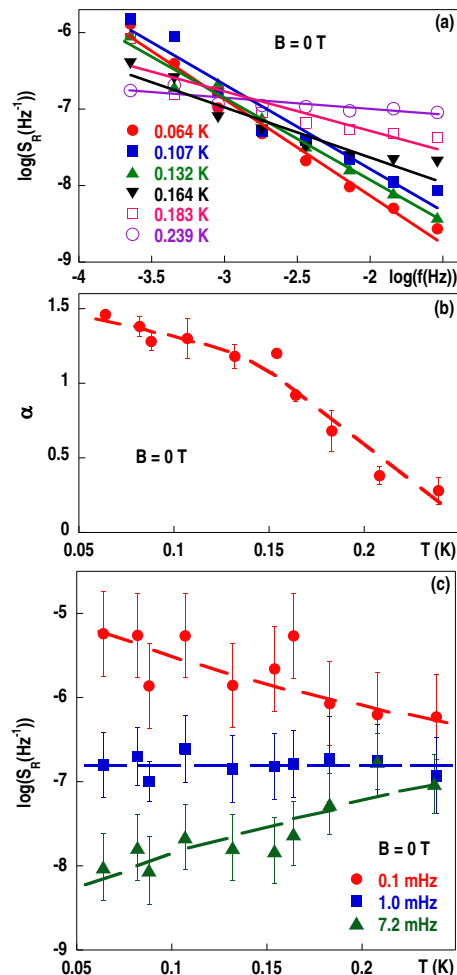 (a)
B = 0 T
log(S_R(Hz⁻¹))
-6
-7
-8
-9
0.064 K
0.107 K
0.132 K
0.164 K
0.183 K
0.239 K
-4 -3.5 -3 -2.5 -2 log(f(Hz))
(b)
α
1.5
1
0.5
0
B = 0 T
0.05 0.1 0.15 0.2 T (K)
(c)
log(S_R(Hz⁻¹))
-5
-6
-7
-8
-9
B = 0 T
0.1 mHz
1.0 mHz
7.2 mHz
0.05 0.1 0.15 0.2 T (K)